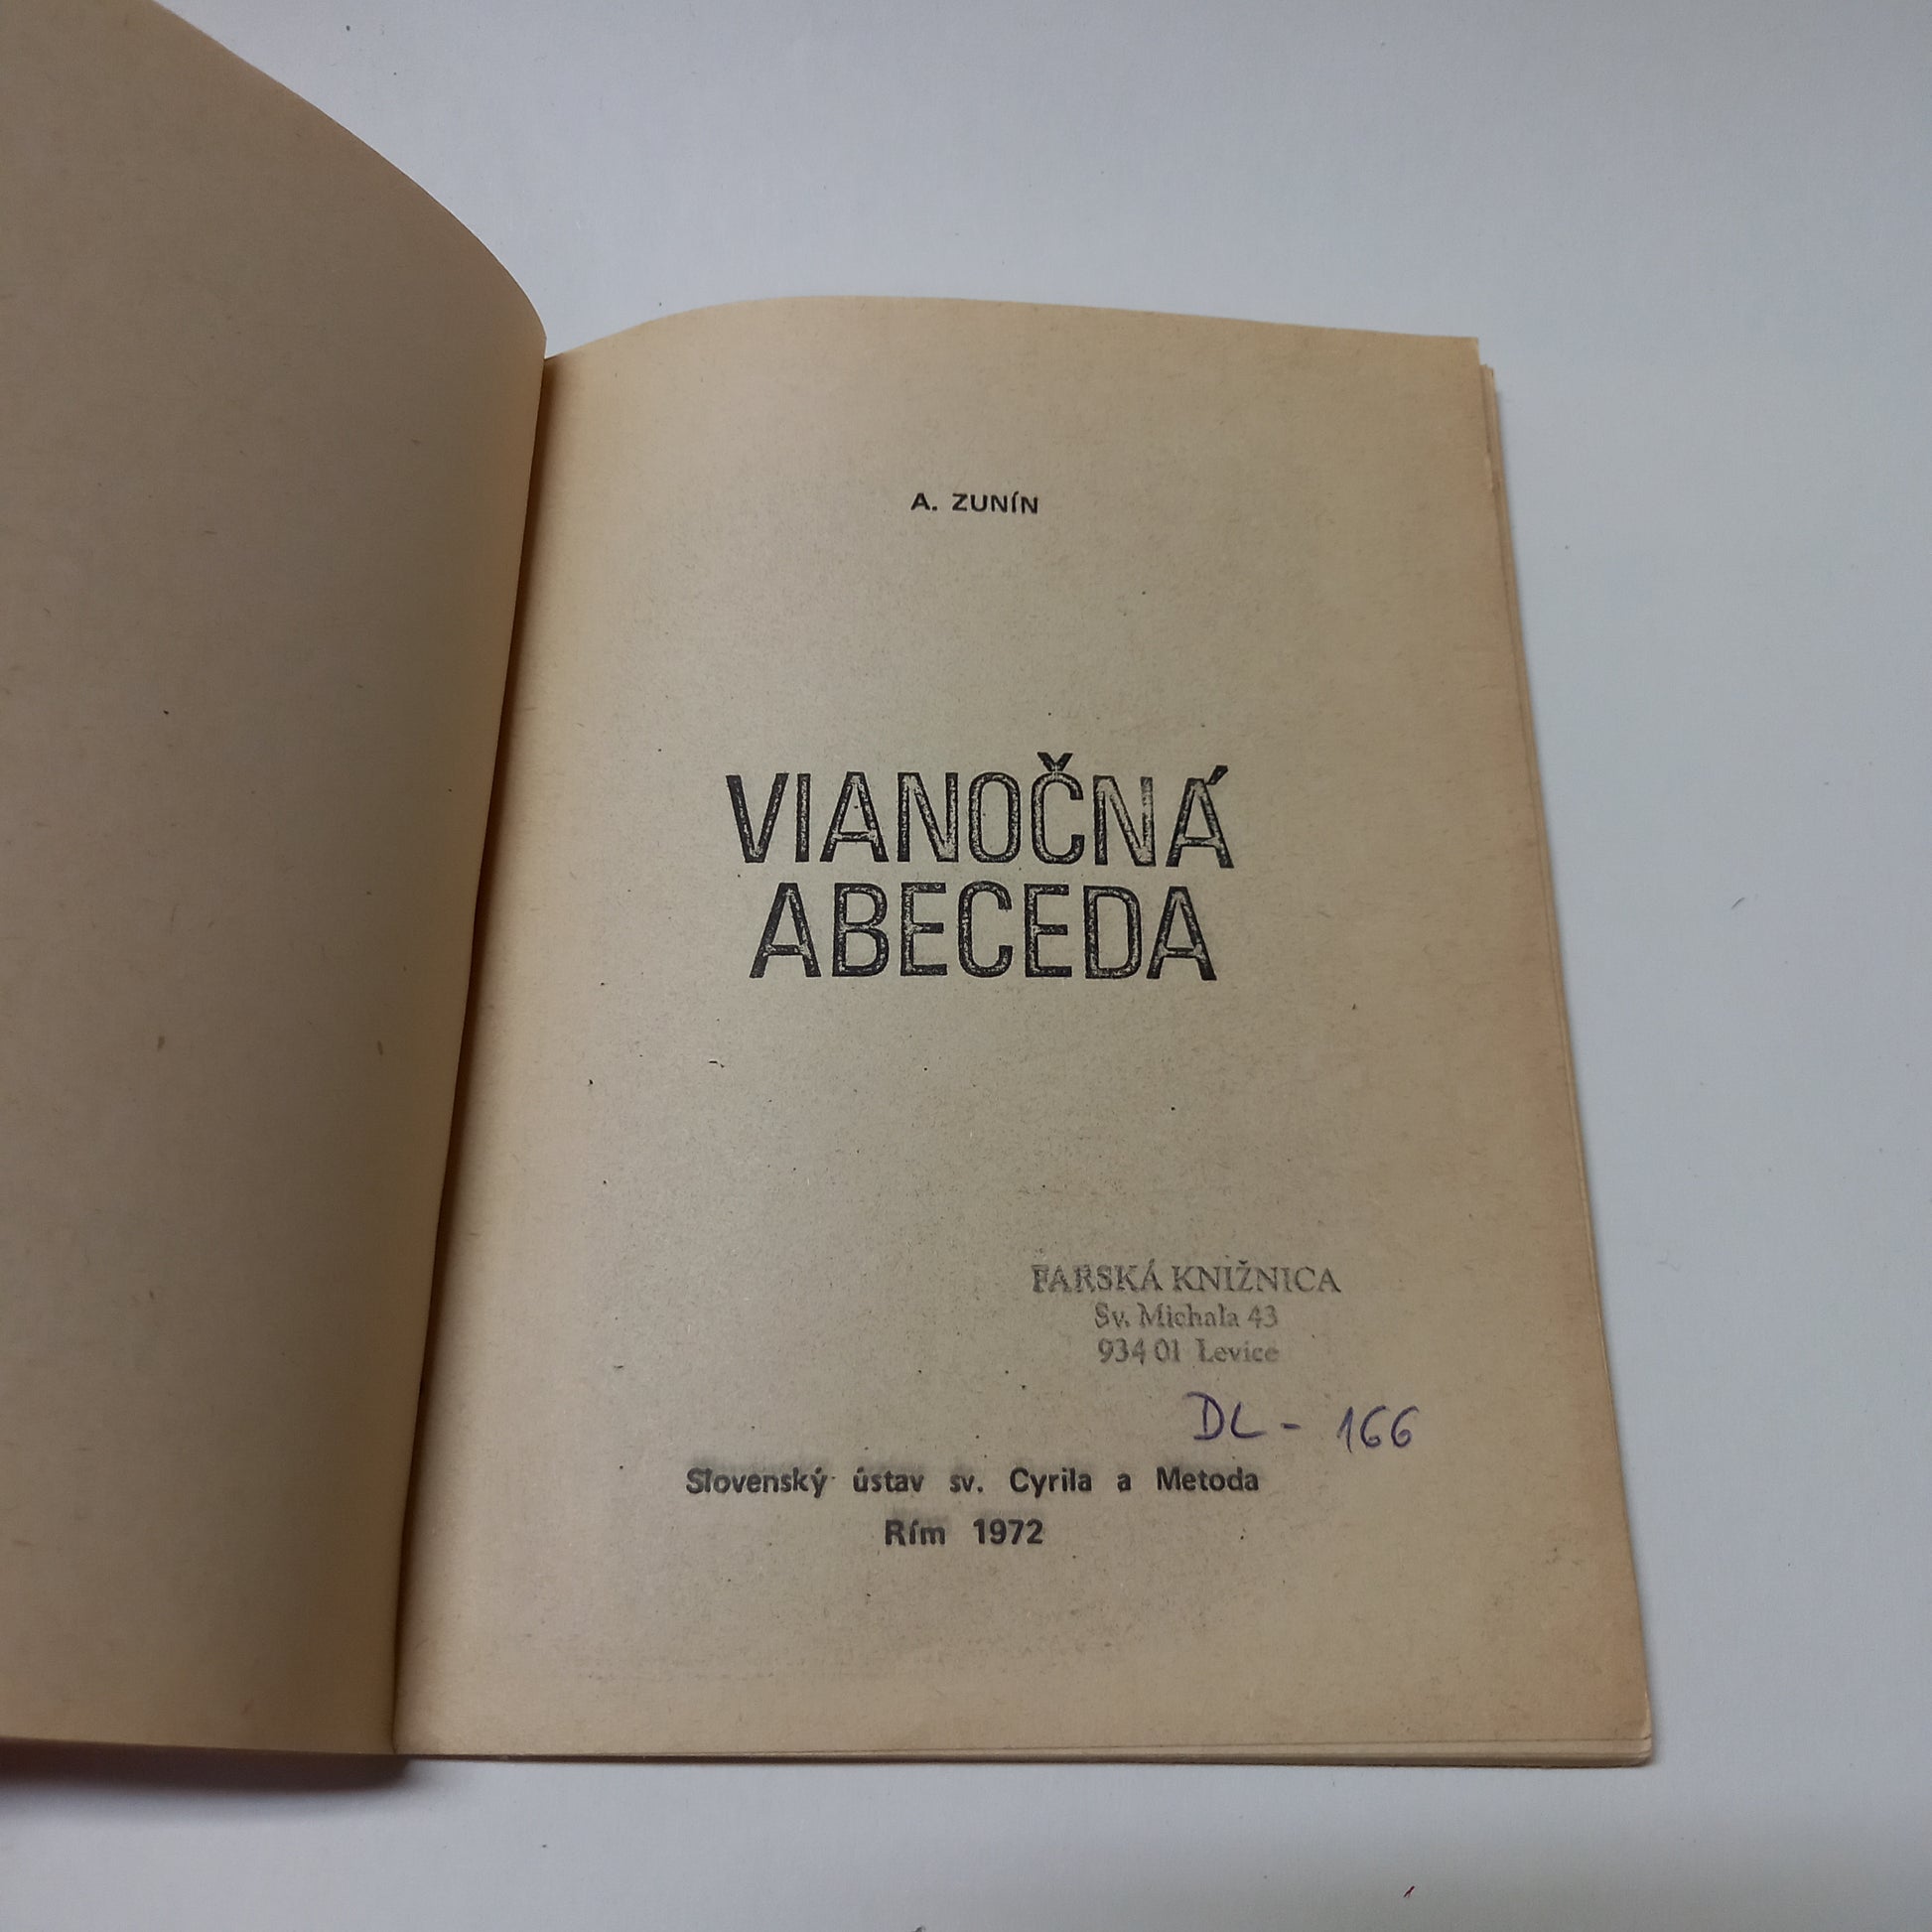 A. ZUNÍN
VIANOČNÁ
ABECEDA
FARSKÁ KNIŽNICA
Sv. Michala 43
934 01 Levice
DL - 166
Slovenský ústav sv. Cyrila a Metoda
Rím 1972